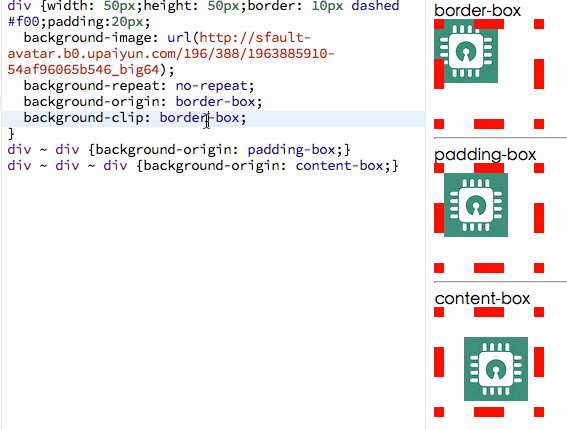 div {width: 50px;height: 50px;border: 10px dashed
#f00;padding:20px;
background-image: url(http://sfault-
avatar.b0.upaiyun.com/196/388/1963885910-
54af96065b546_big64);
background-repeat: no-repeat;
background-origin: border-box;
background-clip: border-box;
}
div ~ div {background-origin: padding-box;}
div ~ div ~ div {background-origin: content-box;}
border-box
padding-box
content-box